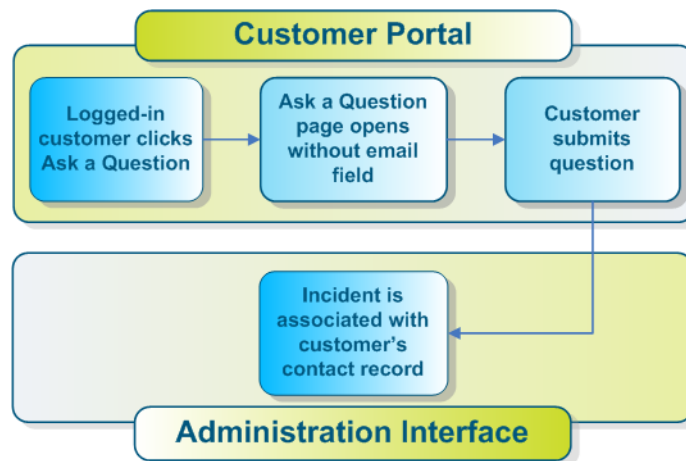 Customer Portal
Logged-in
customer clicks
Ask a Question
Ask a Question
page opens
without email
field
Customer
submits
question
Incident is
associated with
customer's
contact record
Administration Interface